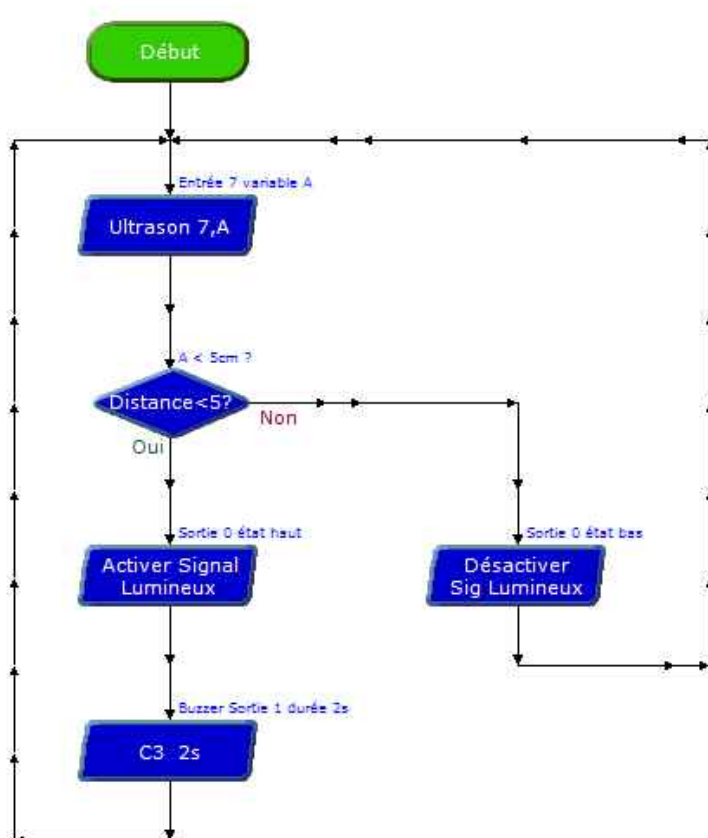 Début
Entrée 7 variable A
Ultrason 7,A
A < 5cm ?
Distance<5?
Non
Oui
Sortie 0 état haut
Activer Signal
Lumineux
Sortie 0 état bas
Désactiver
Sig Lumineux
Buzzer Sortie 1 durée 2s
C3 2s